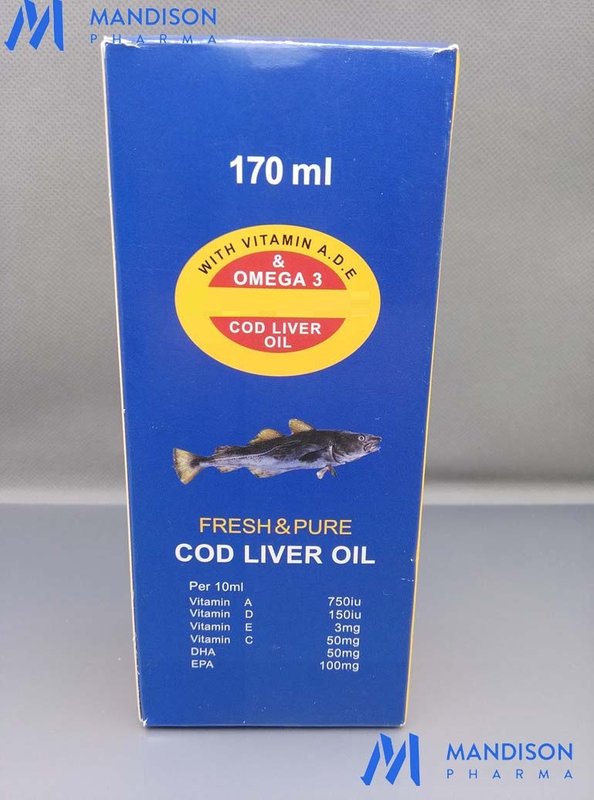 MANDISON
PHARMA
170 ml
WITH VITAMIN A.D.E
&
OMEGA 3
COD LIVER
OIL
FRESH&PURE
COD LIVER OIL
Per 10ml
Vitamin A 750iu
Vitamin D 150iu
Vitamin E 3mg
Vitamin C 50mg
DHA 50mg
EPA 100mg
MANDISON
PHARMA